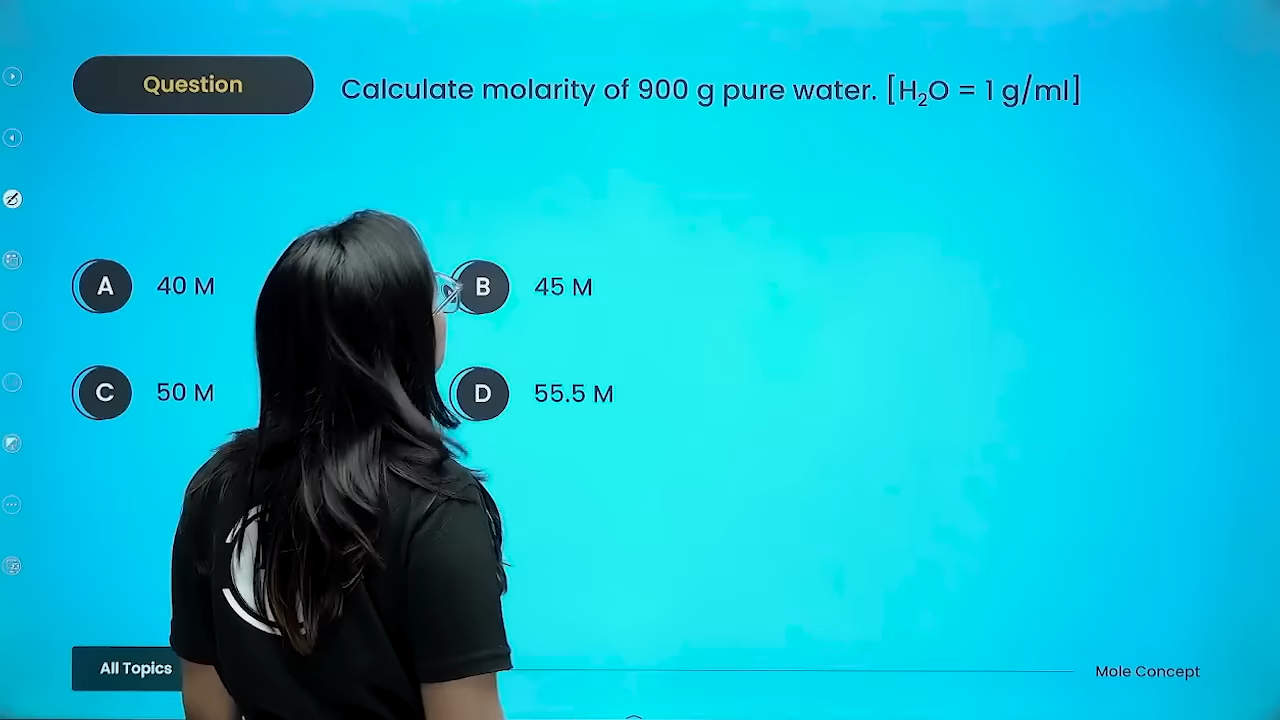 Question
Calculate molarity of 900 g pure water. [H₂O = 1 g/ml]
A 40 M
B 45 M
C 50 M
D 55.5 M
All Topics
Mole Concept